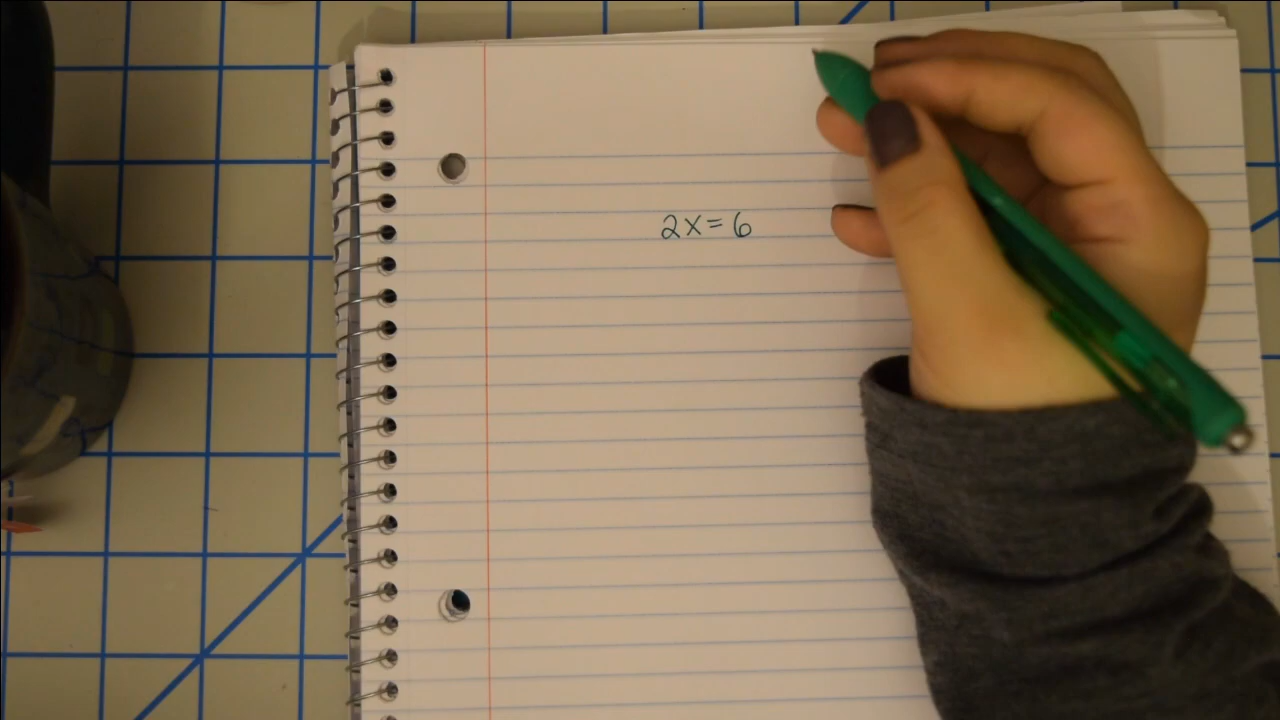 2x = 6